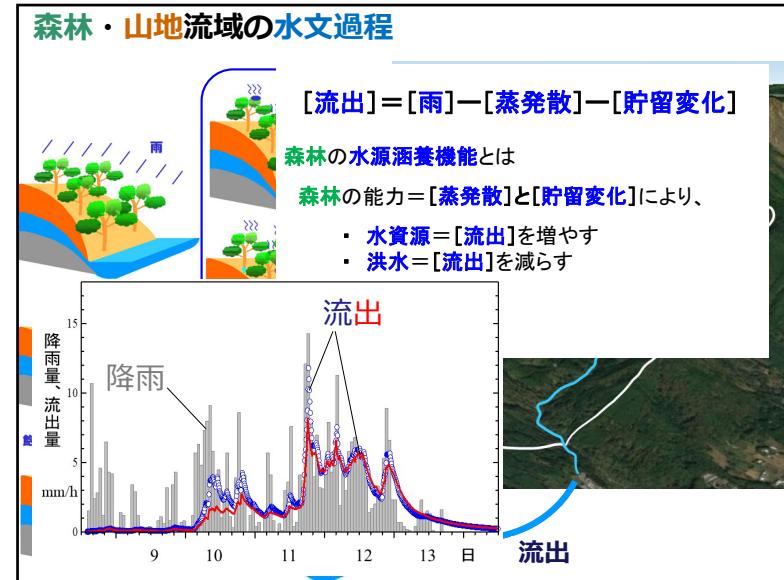 森林・山地流域の水文過程
雨
[流出]=[雨]ー[蒸発散]ー[貯留変化]
森林の水源涵養機能とは
森林の能力=[蒸発散]と[貯留変化]により、
・ 水資源=[流出]を増やす
・ 洪水=[流出]を減らす
流出
降雨
降雨量、流出量
mm/h
15
5
0
9 10 11 12 13 日
流出